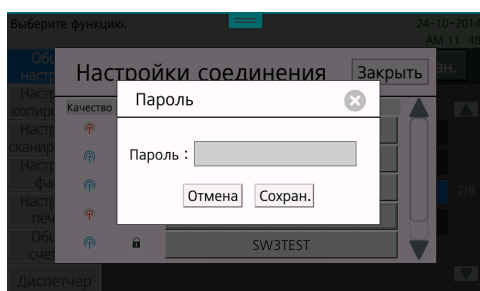 Выберите функцию.
24-10-2014
AM 11 48
Настройки соединения
Закрыть
Качество
Пароль
Пароль :
Отмена
Сохран.
SW3TEST
2/8
Диспетчер